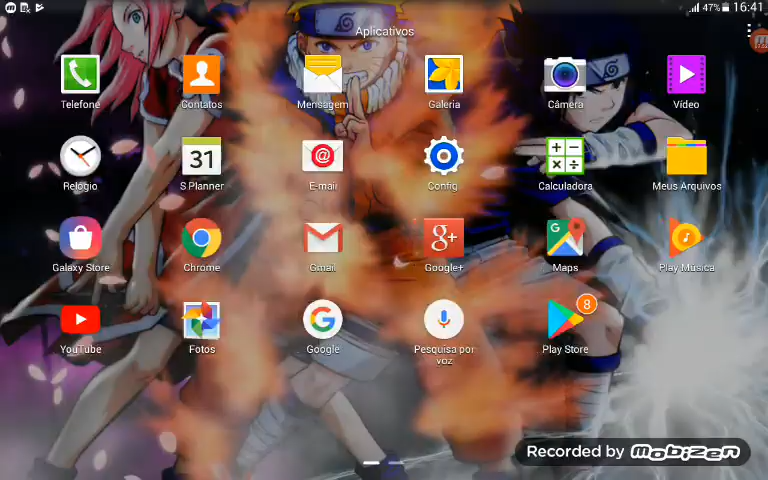 47% 16:41
Aplicativos
Telefone
Contatos
Mensagem
Galeria
Câmera
Vídeo
31
@
Relógio
S Planner
E-mail
Config.
Calculadora
Meus Arquivos
G+
G
Galaxy Store
Chrome
Gmail
Google+
Maps
Play Música
8
G
YouTube
Fotos
Google
Pesquisa por
voz
Play Store
Recorded by mobizen